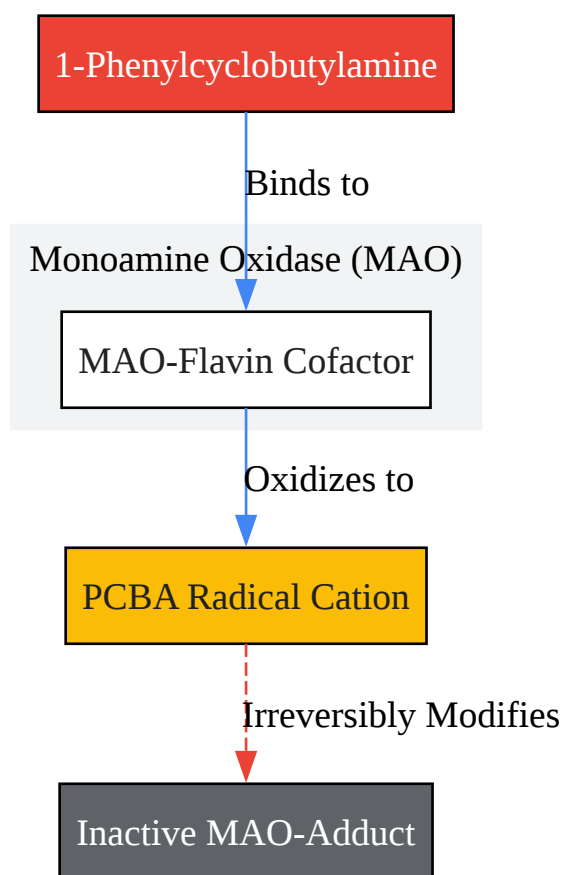 1-Phenylcyclobutylamine
Binds to
Monoamine Oxidase (MAO)
MAO-Flavin Cofactor
Oxidizes to
PCBA Radical Cation
Irreversibly Modifies
Inactive MAO-Adduct